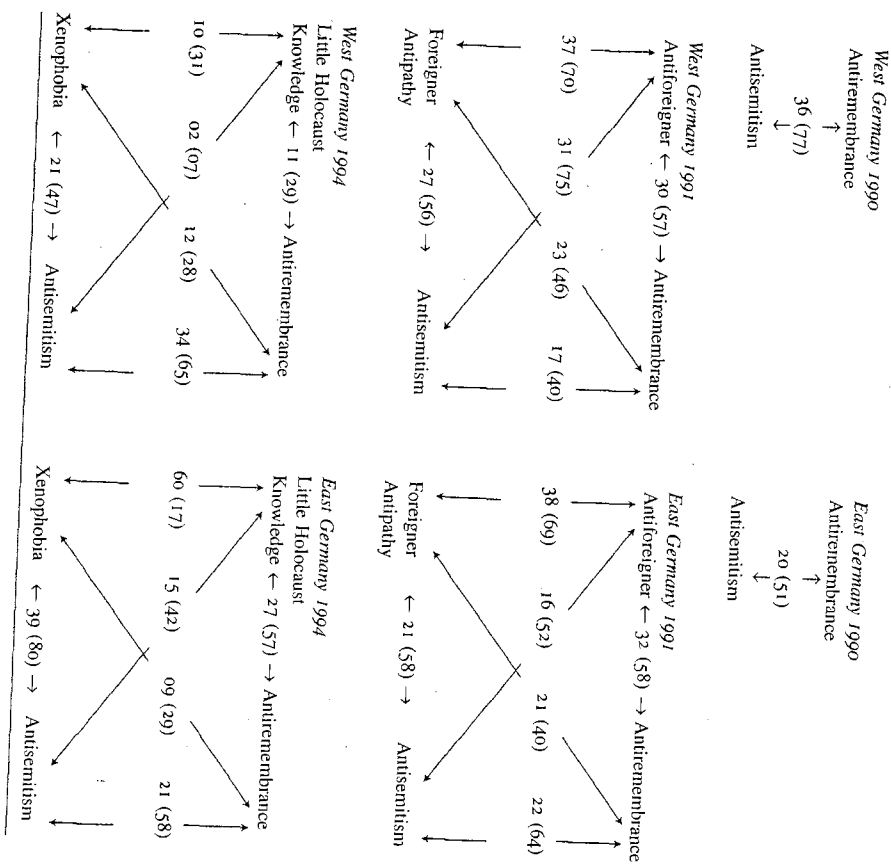 West Germany 1990 East Germany 1990
Antiremembrance Antiremembrance
↑ ↑
36 (77) 20 (51)
↓ ↓
Antisemitism Antisemitism
West Germany 1991 East Germany 1991
Antiforeigner ← 30 (57) → Antiremembrance Antiforeigner ← 32 (58) → Antiremembrance
37 (70) 31 (75) 23 (46) 17 (40) 38 (69) 16 (52) 21 (40) 22 (64)
Foreigner ← 27 (56) → Antisemitism Foreigner ← 21 (58) → Antisemitism
Antipathy Antipathy
West Germany 1994 East Germany 1994
Little Holocaust Little Holocaust
Knowledge ← 11 (29) → Antiremembrance Knowledge ← 27 (57) → Antiremembrance
10 (31) 02 (07) 12 (28) 34 (65) 60 (17) 15 (42) 09 (29) 21 (58)
Xenophobia ← 21 (47) → Antisemitism Xenophobia ← 39 (80) → Antisemitism